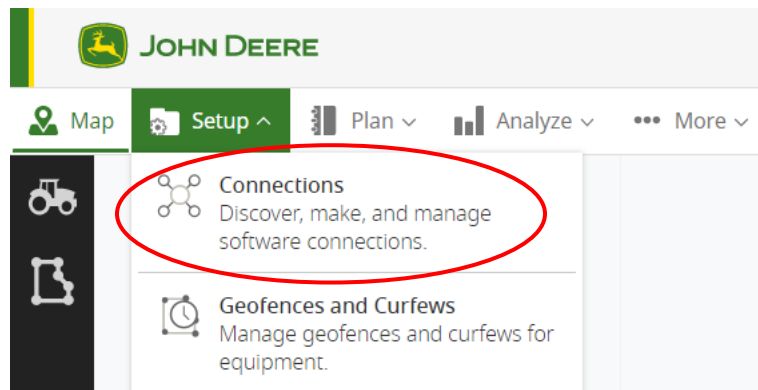 JOHN DEERE
Map Setup Plan Analyze More
Connections
Discover, make, and manage
software connections.
Geofences and Curfews
Manage geofences and curfews for
equipment.